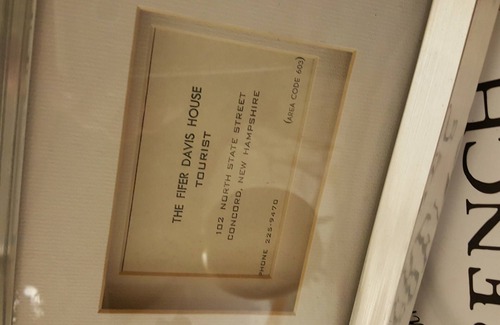 THE FIFER DAVIS HOUSE
TOURIST
102 NORTH STATE STREET
CONCORD, NEW HAMPSHIRE
PHONE 225-9470
(AREA CODE 603)
ENCH